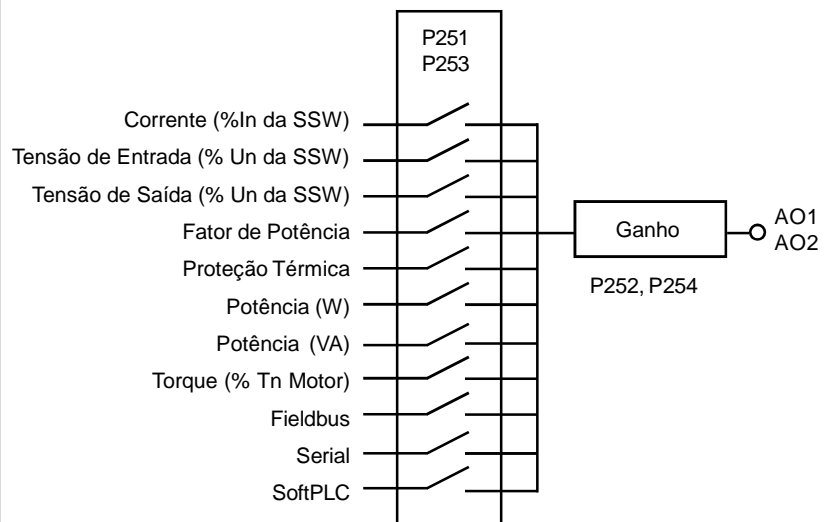 P251
P253
Corrente (%In da SSW)
Tensão de Entrada (% Un da SSW)
Tensão de Saída (% Un da SSW)
Fator de Potência
Proteção Térmica
Potência (W)
Potência (VA)
Torque (% Tn Motor)
Fieldbus
Serial
SoftPLC
Ganho
P252, P254
AO1
AO2